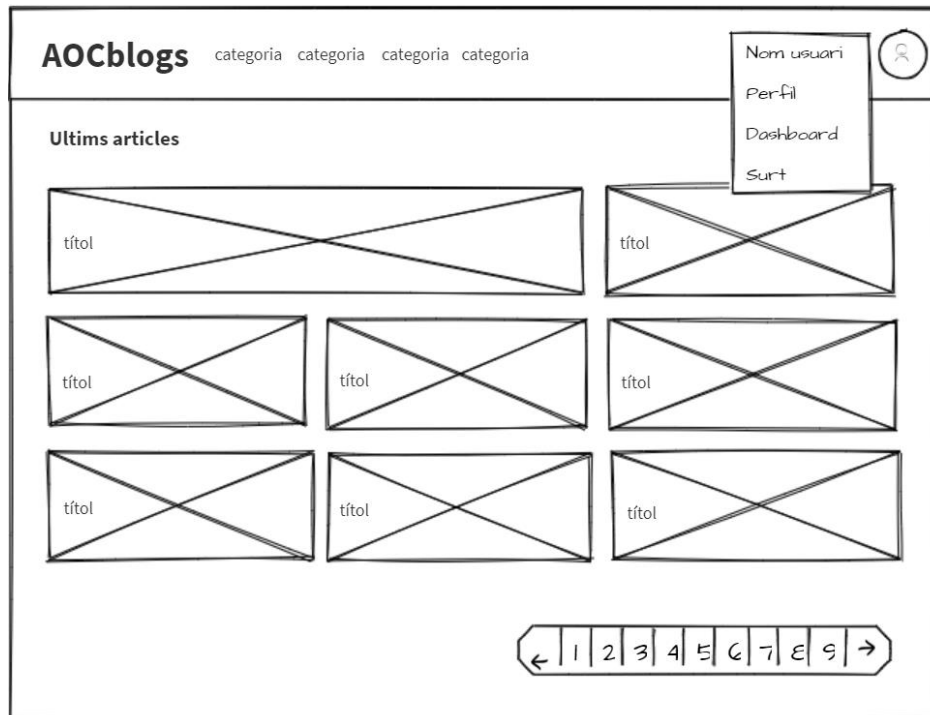 AOCblogs categoria categoria categoria categoria
Nom usuari
Perfil
Dashboard
Surt
Ultims articles
títol títol
títol títol títol
títol títol títol
← 1 2 3 4 5 6 7 8 9 →